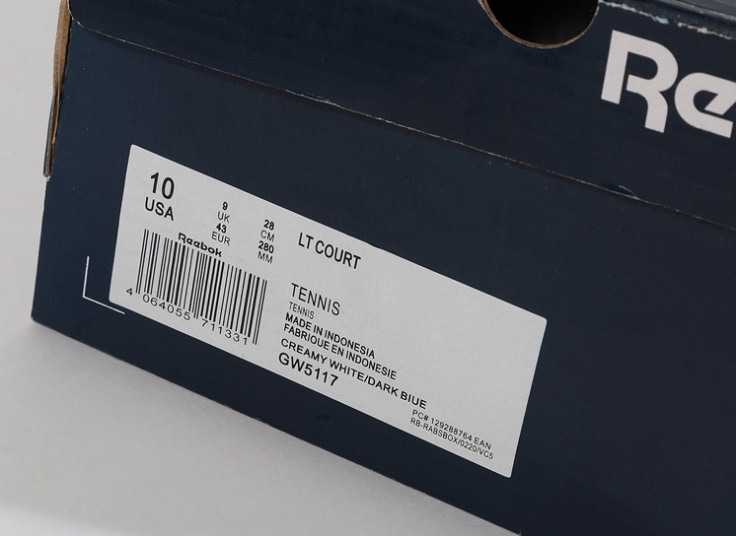 Re
10
USA
9
UK
43
EUR
28
CM
280
MM
LT COURT
Reebok
4 064055 711331
TENNIS
TENNIS
MADE IN INDONESIA
FABRIQUE EN INDONESIE
CREAMY WHITE/DARK BlUE
GW5117
PC# 129288764 EAN
RB-RABSBOX/0220/VC5